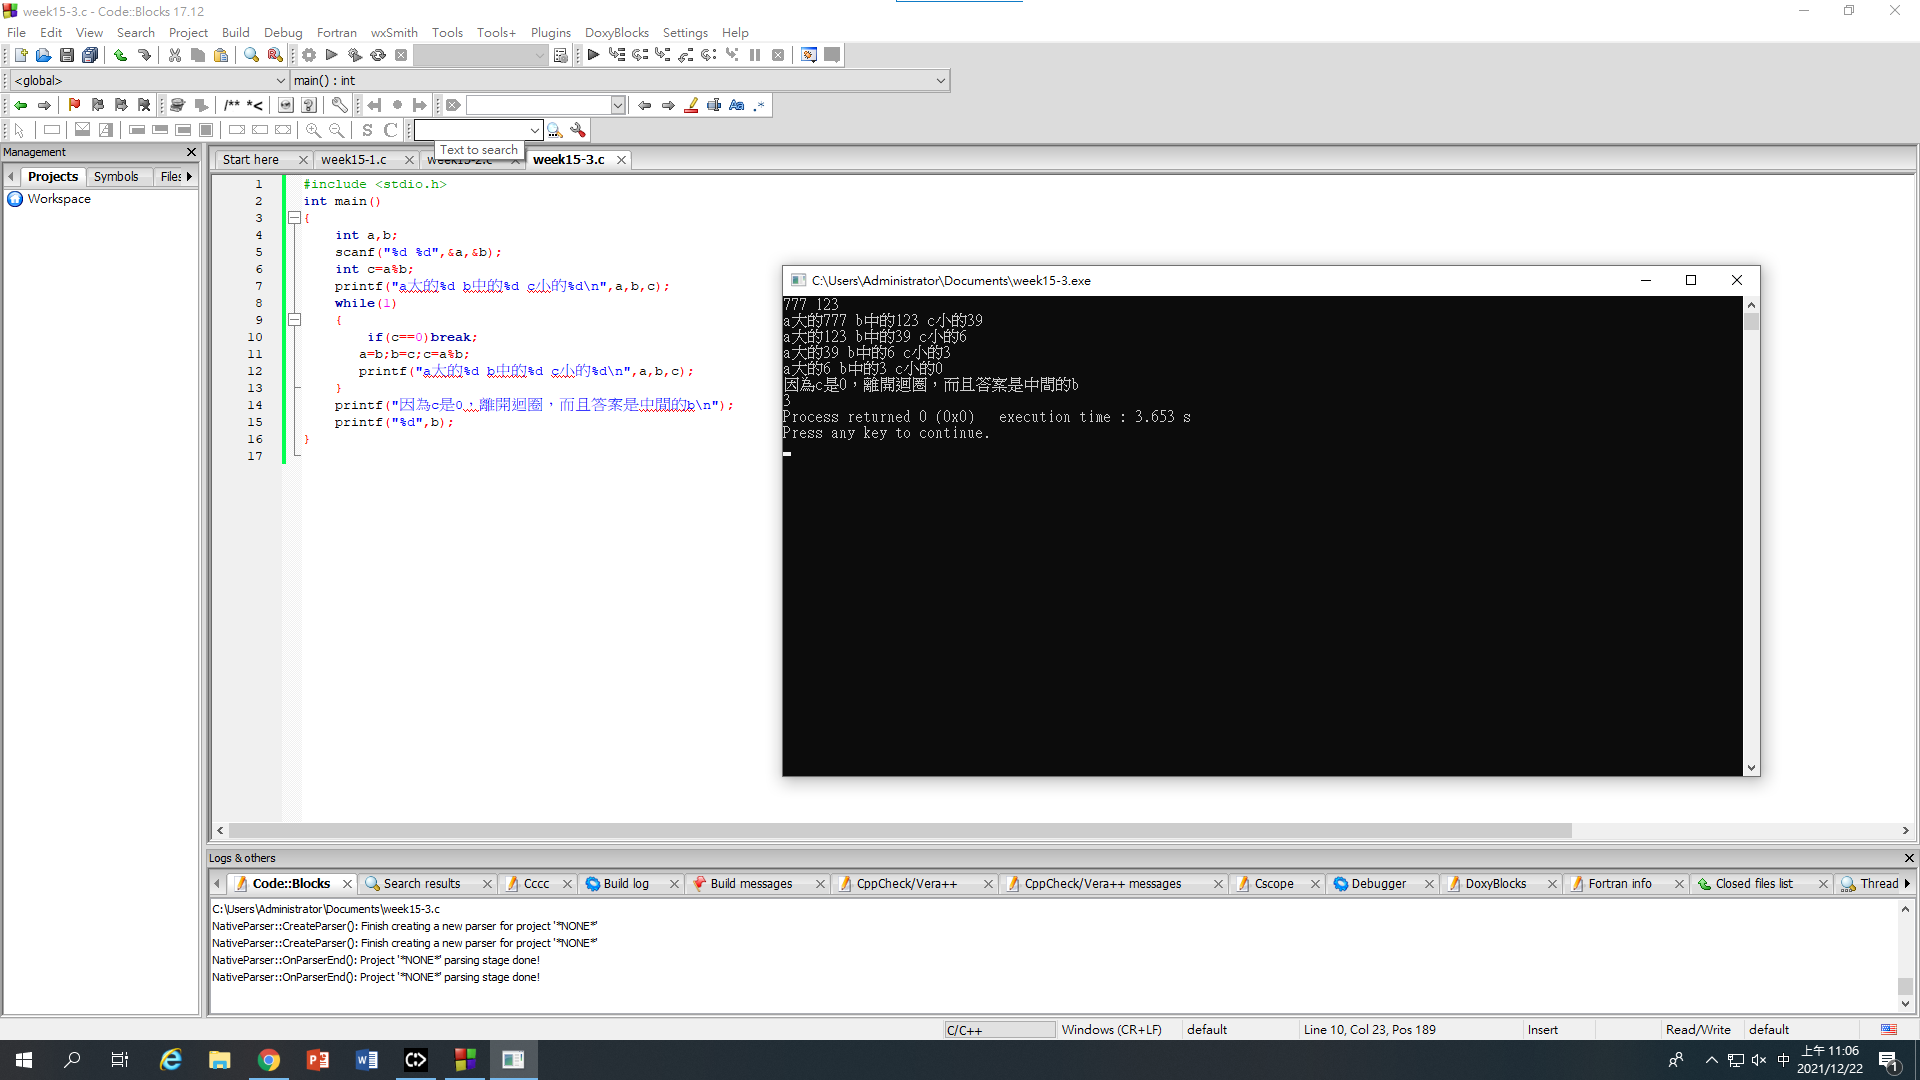 week15-3.c - Code::Blocks 17.12
File Edit View Search Project Build Debug Fortran wxSmith Tools Tools+ Plugins DoxyBlocks Settings Help
<global> main() : int
/** *<
S C
Text to search
Management
Start here week15-1.c week15-2.c week15-3.c
Projects Symbols Files
Workspace
1 #include <stdio.h>
2 int main()
3 {
4 int a,b;
5 scanf("%d %d",&a,&b);
6 int c=a%b;
7 printf("a大的%d b中的%d c小的%d\n",a,b,c);
8 while(1)
9 {
10 if(c==0)break;
11 a=b;b=c;c=a%b;
12 printf("a大的%d b中的%d c小的%d\n",a,b,c);
13 }
14 printf("因為c是0,離開迴圈,而且答案是中間的b\n");
15 printf("%d",b);
16 }
17
C:\Users\Administrator\Documents\week15-3.exe
777 123
a大的777 b中的123 c小的39
a大的123 b中的39 c小的6
a大的39 b中的6 c小的3
a大的6 b中的3 c小的0
因為c是0,離開迴圈,而且答案是中間的b
3
Process returned 0 (0x0) execution time : 3.653 s
Press any key to continue.
Logs & others
Code::Blocks Search results Cccc Build log Build messages CppCheck/Vera++ CppCheck/Vera++ messages Cscope Debugger DoxyBlocks Fortran info Closed files list Thread
C:\Users\Administrator\Documents\week15-3.c
NativeParser::CreateParser(): Finish creating a new parser for project '*NONE*'
NativeParser::CreateParser(): Finish creating a new parser for project '*NONE*'
NativeParser::OnParserEnd(): Project '*NONE*' parsing stage done!
NativeParser::OnParserEnd(): Project '*NONE*' parsing stage done!
C/C++ Windows (CR+LF) default Line 10, Col 23, Pos 189 Insert Read/Write default
中 上午 11:06
2021/12/22
1